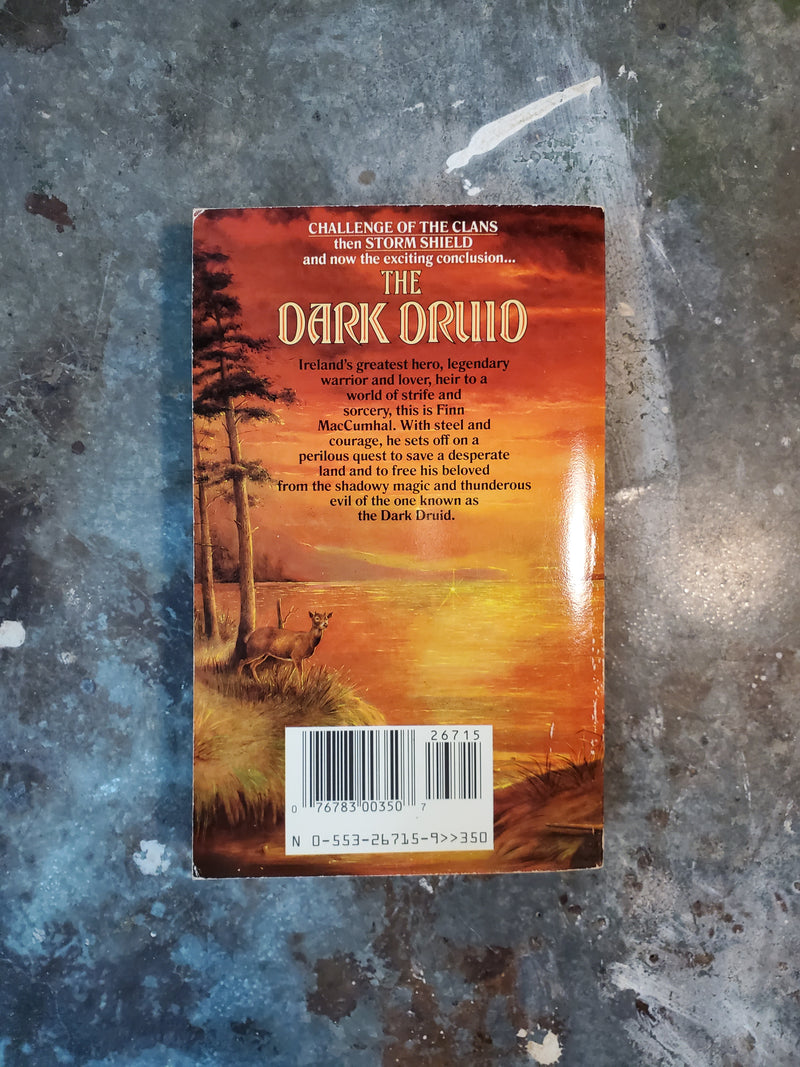 CHALLENGE OF THE CLANS
then STORM SHIELD
and now the exciting conclusion...
THE
DARK DRUID
Ireland's greatest hero, legendary
warrior and lover, heir to a
world of strife and
sorcery, this is Finn
MacCumhal. With steel and
courage, he sets off on a
perilous quest to save a desperate
land and to free his beloved
from the shadowy magic and thunderous
evil of the one known as
the Dark Druid.
26715
0 76783 00350 7
N 0-553-26715-9>>350